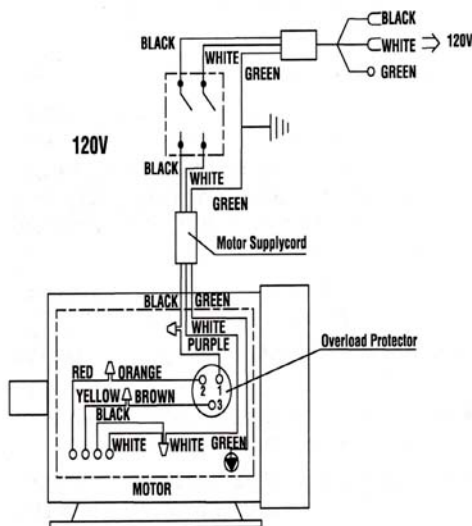 BLACK
BLACK
WHITE
120V
WHITE
GREEN
GREEN
120V
BLACK
WHITE
GREEN
Motor Supplycord
BLACK
GREEN
WHITE
PURPLE
Overload Protector
RED
ORANGE
2
1
YELLOW
BROWN
3
BLACK
WHITE
WHITE
GREEN
MOTOR